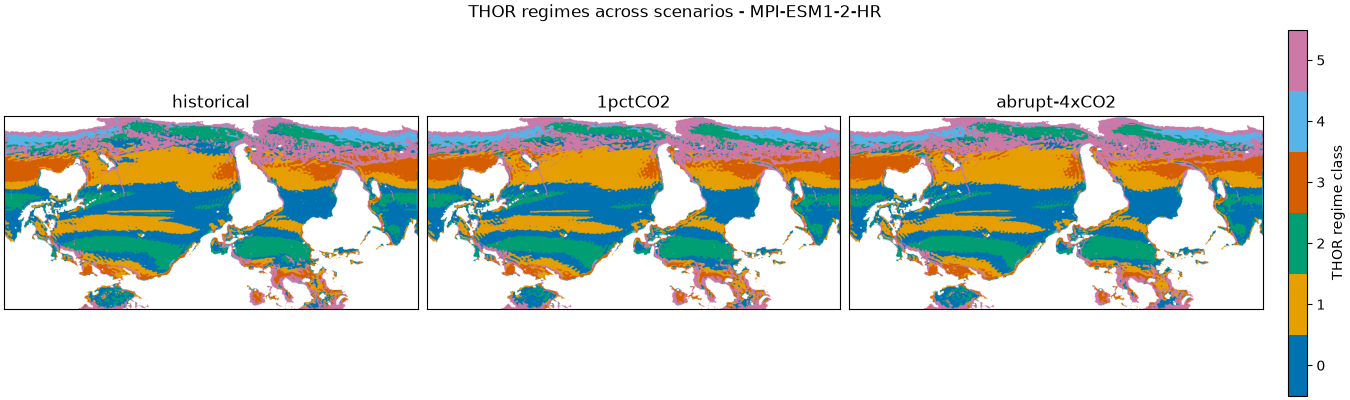 THOR regimes across scenarios - MPI-ESM1-2-HR
historical
1pctCO2
abrupt-4xCO2
5
4
3
2
1
0
THOR regime class